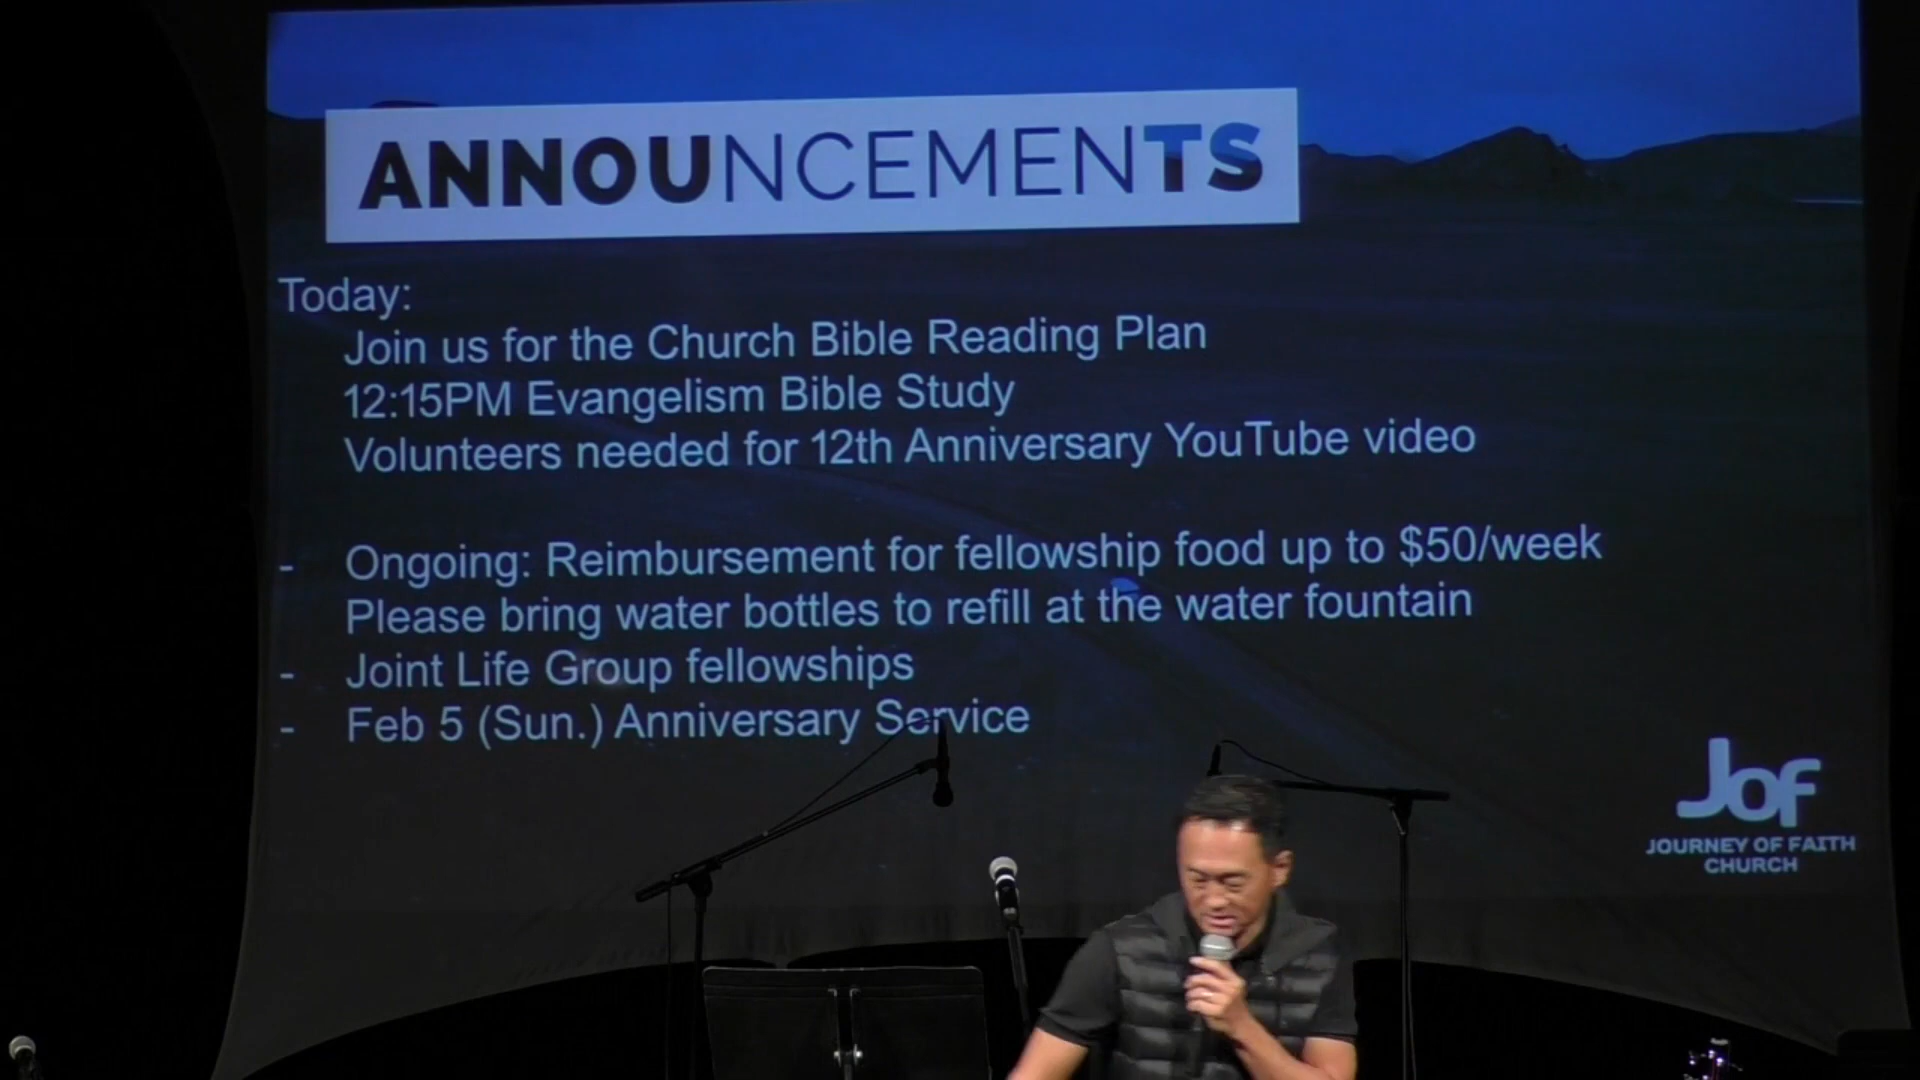 ANNOUNCEMENTS
Today:
Join us for the Church Bible Reading Plan
12:15PM Evangelism Bible Study
Volunteers needed for 12th Anniversary YouTube video
- Ongoing: Reimbursement for fellowship food up to $50/week
Please bring water bottles to refill at the water fountain
- Joint Life Group fellowships
- Feb 5 (Sun.) Anniversary Service
Jof
JOURNEY OF FAITH
CHURCH